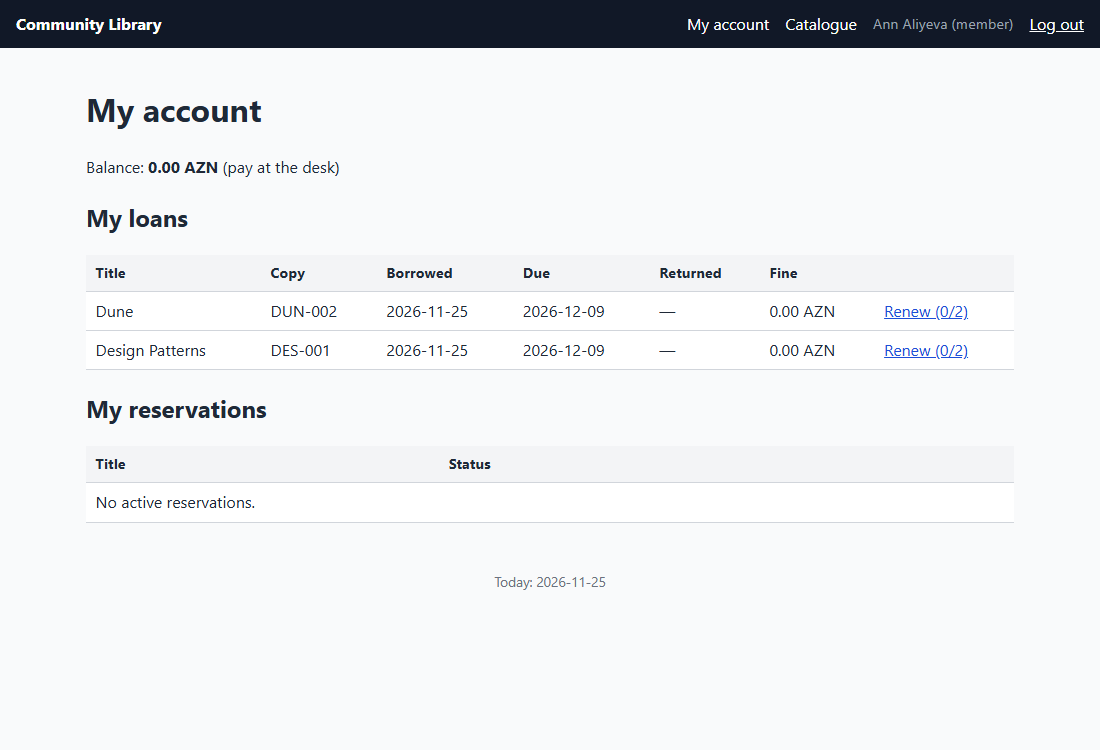 Community Library My account Catalogue Ann Aliyeva (member) Log out
My account
Balance: 0.00 AZN (pay at the desk)
My loans
Title Copy Borrowed Due Returned Fine
Dune DUN-002 2026-11-25 2026-12-09 — 0.00 AZN Renew (0/2)
Design Patterns DES-001 2026-11-25 2026-12-09 — 0.00 AZN Renew (0/2)
My reservations
Title Status
No active reservations.
Today: 2026-11-25